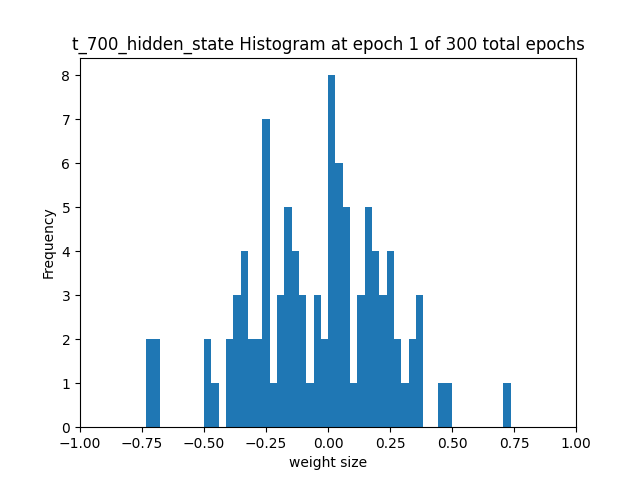 t_700_hidden_state Histogram at epoch 1 of 300 total epochs
8
7
6
5
4
3
2
1
0
Frequency
−1.00 −0.75 −0.50 −0.25 0.00 0.25 0.50 0.75 1.00
weight size